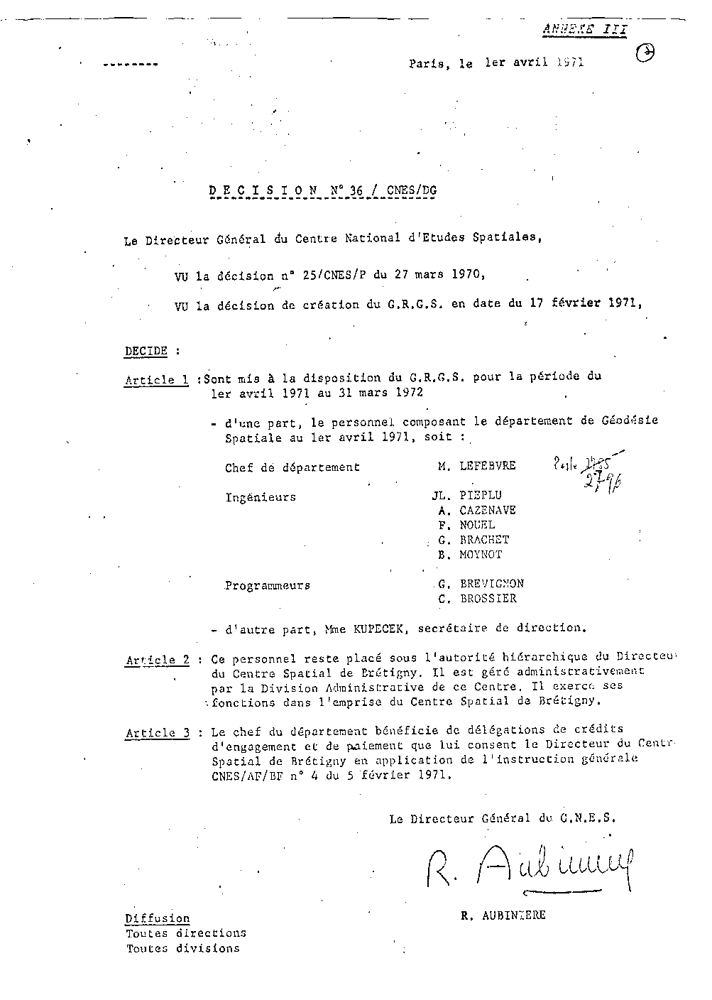 ANNEXE III
7
Paris, le 1er avril 1971
DECISION N° 36 / CNES/DG
Le Directeur Général du Centre National d'Etudes Spatiales,
VU la décision n° 25/CNES/P du 27 mars 1970,
VU la décision de création du G.R.G.S. en date du 17 février 1971,
DECIDE :
Article 1 :Sont mis à la disposition du G.R.G.S. pour la période du
1er avril 1971 au 31 mars 1972
- d'une part, le personnel composant le département de Géodésie
Spatiale au 1er avril 1971, soit :
Chef de département M. LEFEBVRE
2796
Ingénieurs JL. PIEPLU
A. CAZENAVE
F. NOUEL
G. BRACHET
B. MOYNOT
Programmeurs G. BREVIGNON
C. BROSSIER
- d'autre part, Mme KUPECEK, secrétaire de direction.
Article 2 : Ce personnel reste placé sous l'autorité hiérarchique du Directeu
du Centre Spatial de Brétigny. Il est géré administrativement
par la Division Administrative de ce Centre. Il exerce ses
fonctions dans l'emprise du Centre Spatial de Brétigny.
Article 3 : Le chef du département bénéficie de délégations de crédits
d'engagement et de paiement que lui consent le Directeur du Centr
Spatial de Brétigny en application de l'instruction générale
CNES/AF/BF n° 4 du 5 février 1971.
Le Directeur Général du C.N.E.S.
R. Aubinière
R. AUBINIERE
Diffusion
Toutes directions
Toutes divisions